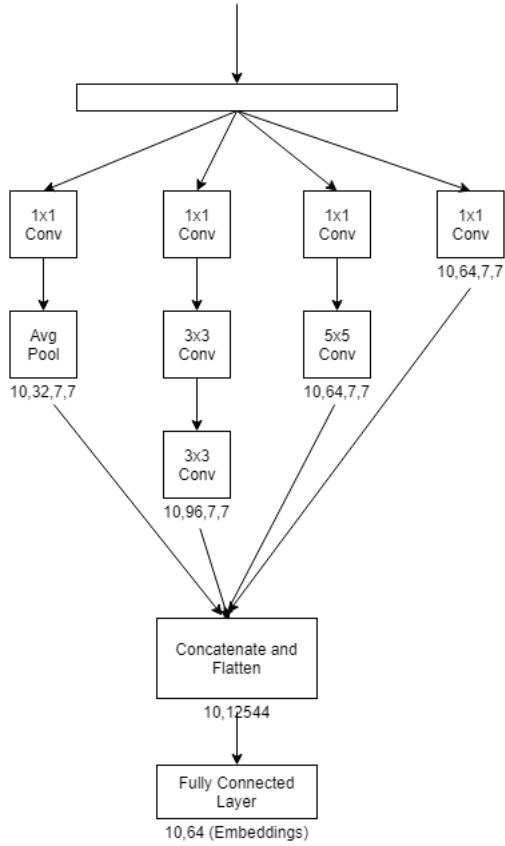 1x1
Conv
1x1
Conv
1x1
Conv
1x1
Conv
10,64,7,7
Avg
Pool
10,32,7,7
3x3
Conv
5x5
Conv
10,64,7,7
3x3
Conv
10,96,7,7
Concatenate and
Flatten
10,12544
Fully Connected
Layer
10,64 (Embeddings)